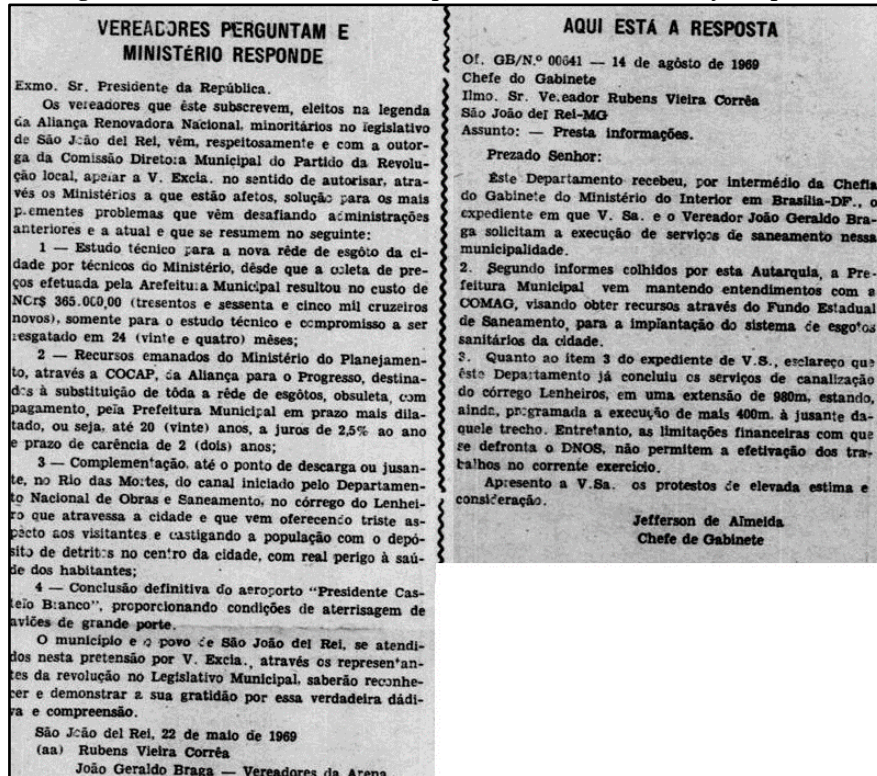 VEREADORES PERGUNTAM E
MINISTÉRIO RESPONDE
Exmo. Sr. Presidente da República.
Os vereadores que êste subscrevem, eleitos na legenda
da Aliança Renovadora Nacional, minoritários no legislativo
de São João del Rei, vêm, respeitosamente e com a outor-
ga da Comissão Diretora Municipal do Partido da Revolu-
ção local, apelar a V. Excia. no sentido de autorisar, atra-
vés os Ministérios a que estão afetos, solução para os mais
prementes problemas que vêm desafiando administrações
anteriores e a atual e que se resumem no seguinte:
1 — Estudo técnico para a nova rêde de esgôto da ci-
dade por técnicos do Ministério, désde que a coleta de pre-
ços efetuada pela Arefeitura Municipal resultou no custo de
NCr$ 365.000,00 (tresentos e sessenta e cinco mil cruzeiros
novos), somente para o estudo técnico e compromisso a ser
resgatado em 24 (vinte e quatro) mêses;
2 — Recursos emanados do Ministério do Planejamen-
to, através a COCAP, da Aliança para o Progresso, destina-
dos à substituição de tôda a rêde de esgôtos, obsuleta, com
pagamento, pela Prefeitura Municipal em prazo mais dila-
tado, ou seja, até 20 (vinte) anos, a juros de 2,5% ao ano
e prazo de carência de 2 (dois) anos;
3 — Complementação, até o ponto de descarga ou jusan-
te, no Rio das Mortes, do canal iniciado pelo Departamen-
to Nacional de Obras e Saneamento, no córrego do Lenhei-
ro que atravessa a cidade e que vem oferecendo triste as-
pecto aos visitantes e castigando a população com o depó-
sito de detritos no centro da cidade, com real perigo à saú-
de dos habitantes;
4 — Conclusão definitiva do aeroporto "Presidente Cas-
telo Branco", proporcionando condições de aterrisagem de
aviões de grande porte.
O município e o povo de São João del Rei, se atendi-
dos nesta pretensão por V. Excia., através os representan-
tes da revolução no Legislativo Municipal, saberão reconhe-
cer e demonstrar a sua gratidão por essa verdadeira dádi-
va e compreensão.
São João del Rei, 22 de maio de 1969
(aa) Rubens Vieira Corrêa
João Geraldo Braga — Vereadores da Arena
AQUI ESTÁ A RESPOSTA
Of. GB/N.º 00641 — 14 de agôsto de 1969
Chefe do Gabinete
Ilmo. Sr. Vereador Rubens Vieira Corrêa
São João del Rei-MG
Assunto: — Presta informações.
Prezado Senhor:
Êste Departamento recebeu, por intermédio da Chefia
do Gabinete do Ministério do Interior em Brasília-DF., o
expediente em que V. Sa. e o Vereador João Geraldo Bra-
ga solicitam a execução de serviços de saneamento nessa
municipalidade.
2. Segundo informes colhidos por esta Autarquia, a Pre-
feitura Municipal vem mantendo entendimentos com a
COMAG, visando obter recursos através do Fundo Estadual
de Saneamento, para a implantação do sistema de esgotos
sanitários da cidade.
3. Quanto ao item 3 do expediente de V.S., esclareço que
êste Departamento já concluiu os serviços de canalização
do córrego Lenheiros, em uma extensão de 980m, estando,
ainda, programada a execução de mais 400m. à jusante da-
quele trecho. Entretanto, as limitações financeiras com que
se defronta o DNOS, não permitem a efetivação dos tra-
balhos no corrente exercício.
Apresento a V.Sa. os protestos de elevada estima e
consideração.
Jefferson de Almeida
Chefe de Gabinete